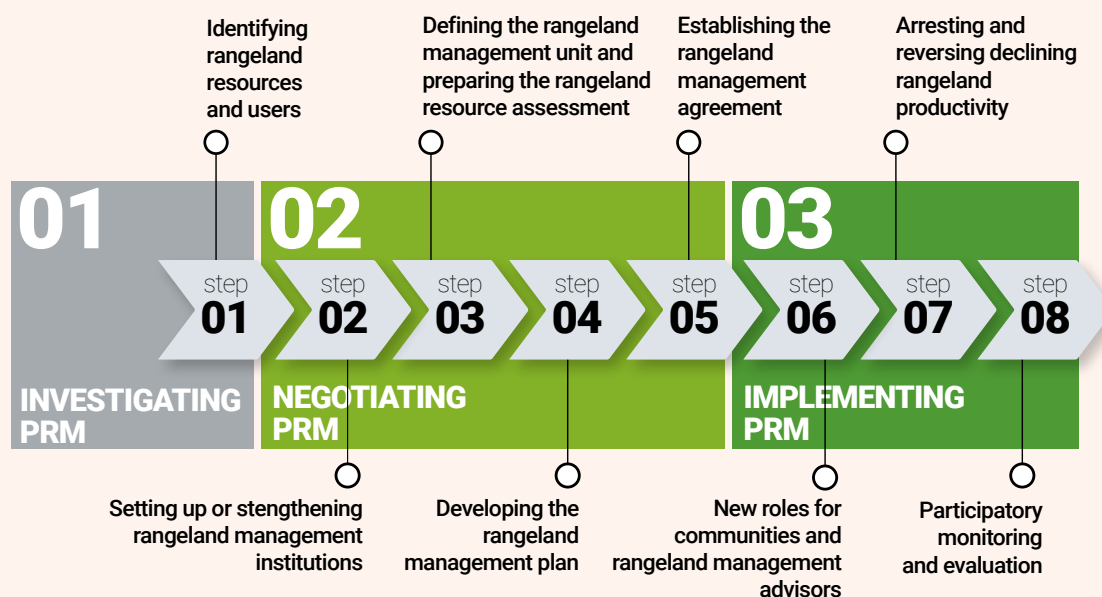 Identifying
rangeland
resources
and users
Defining the rangeland
management unit and
preparing the rangeland
resource assessment
Establishing the
rangeland
management
agreement
Arresting and
reversing declining
rangeland
productivity
01
02
03
step
01
step
02
step
03
step
04
step
05
step
06
step
07
step
08
INVESTIGATING
PRM
NEGOTIATING
PRM
IMPLEMENTING
PRM
Setting up or stengthening
rangeland management
institutions
Developing the
rangeland
management plan
New roles for
communities and
rangeland management
advisors
Participatory
monitoring
and evaluation